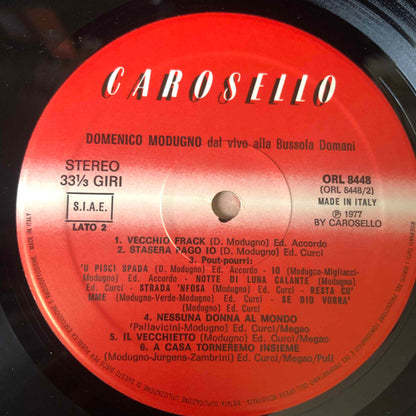 CAROSELLO
DOMENICO MODUGNO dal vivo alla Bussola Domani
STEREO
33⅓ GIRI
ORL 8448
(ORL 8448/2)
S.I.A.E.
MADE IN ITALY
LATO 2
Ⓟ 1977
BY CAROSELLO
1. VECCHIO FRACK (D. Modugno) Ed. Accordo
2. STASERA PAGO IO (D. Modugno) Ed. Curci
3. Pout-pourri:
'U PISCI SPADA (D. Modugno) Ed. Accordo - IO (Modugno-Migliacci-
Modugno) Ed. Accordo - NOTTE DI LUNA CALANTE (D. Modugno) Ed.
Curci - STRADA 'NFOSA (D. Modugno) Ed. Curci - RESTA CU'
MME (Modugno-Verde-Modugno) Ed. Curci - SE DIO VORRA'
(Modugno) Ed. Curci
4. NESSUNA DONNA AL MONDO
(Pallavicini-Modugno) Ed. Curci/Megao
5. IL VECCHIETTO (D. Modugno) Ed. Curci/Megao
6. A CASA TORNEREMO INSIEME
(Modugno-Jurgens-Zambrini) Ed. Curci/Megao/Puli